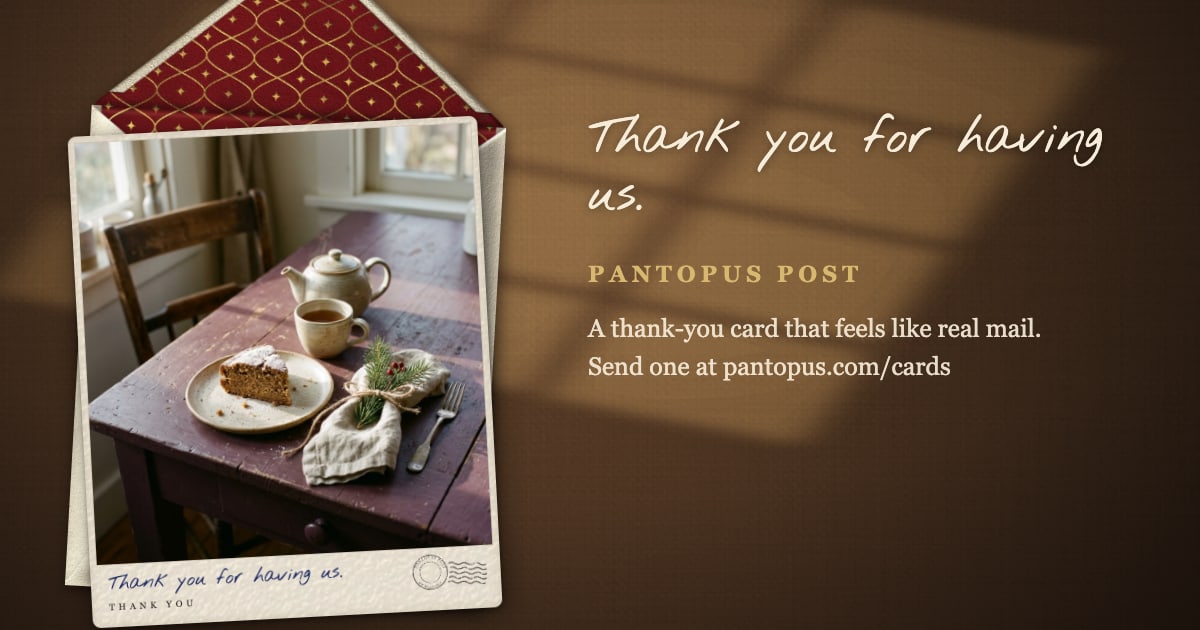 Thank you for having
us.
PANTOPUS POST
A thank-you card that feels like real mail.
Send one at pantopus.com/cards
Thank you for having us.
THANK YOU